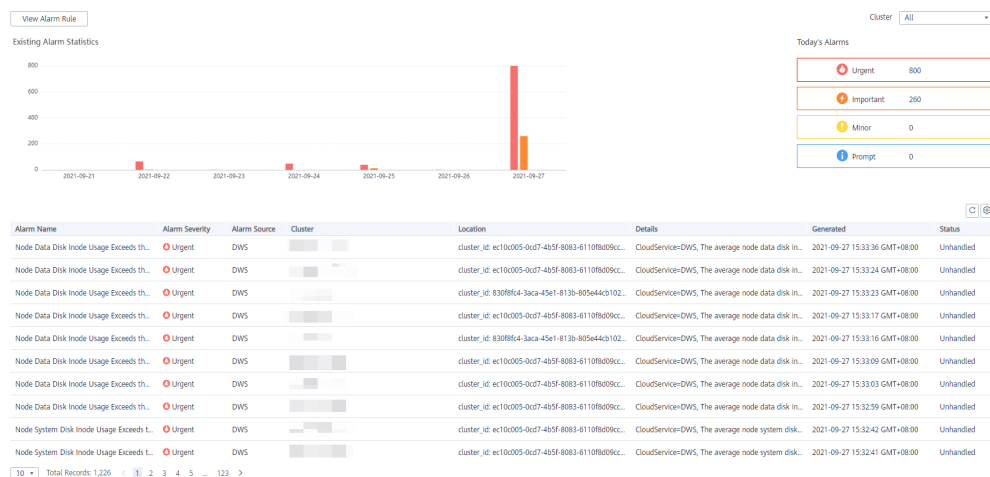 View Alarm Rule
Cluster All
Existing Alarm Statistics
Today's Alarms
800
600
400
200
0
2021-09-21 2021-09-22 2021-09-23 2021-09-24 2021-09-25 2021-09-26 2021-09-27
Urgent 800
Important 260
Minor 0
Prompt 0
Alarm Name Alarm Severity Alarm Source Cluster Location Details Generated Status
Node Data Disk Inode Usage Exceeds th... Urgent DWS cluster_id: ec10c005-0cd7-4b5f-8083-6110f8d09cc... CloudService=DWS, The average node data disk in... 2021-09-27 15:33:36 GMT+08:00 Unhandled
Node Data Disk Inode Usage Exceeds th... Urgent DWS cluster_id: ec10c005-0cd7-4b5f-8083-6110f8d09cc... CloudService=DWS, The average node data disk in... 2021-09-27 15:33:24 GMT+08:00 Unhandled
Node Data Disk Inode Usage Exceeds th... Urgent DWS cluster_id: 830f8fc4-3aca-45e1-813b-805e44cb102... CloudService=DWS, The average node data disk in... 2021-09-27 15:33:23 GMT+08:00 Unhandled
Node Data Disk Inode Usage Exceeds th... Urgent DWS cluster_id: ec10c005-0cd7-4b5f-8083-6110f8d09cc... CloudService=DWS, The average node data disk in... 2021-09-27 15:33:17 GMT+08:00 Unhandled
Node Data Disk Inode Usage Exceeds th... Urgent DWS cluster_id: 830f8fc4-3aca-45e1-813b-805e44cb102... CloudService=DWS, The average node data disk in... 2021-09-27 15:33:16 GMT+08:00 Unhandled
Node Data Disk Inode Usage Exceeds th... Urgent DWS cluster_id: ec10c005-0cd7-4b5f-8083-6110f8d09cc... CloudService=DWS, The average node data disk in... 2021-09-27 15:33:09 GMT+08:00 Unhandled
Node Data Disk Inode Usage Exceeds th... Urgent DWS cluster_id: ec10c005-0cd7-4b5f-8083-6110f8d09cc... CloudService=DWS, The average node data disk in... 2021-09-27 15:33:03 GMT+08:00 Unhandled
Node Data Disk Inode Usage Exceeds th... Urgent DWS cluster_id: ec10c005-0cd7-4b5f-8083-6110f8d09cc... CloudService=DWS, The average node data disk in... 2021-09-27 15:32:59 GMT+08:00 Unhandled
Node System Disk Inode Usage Exceeds t... Urgent DWS cluster_id: ec10c005-0cd7-4b5f-8083-6110f8d09cc... CloudService=DWS, The average node system disk... 2021-09-27 15:32:42 GMT+08:00 Unhandled
Node System Disk Inode Usage Exceeds t... Urgent DWS cluster_id: ec10c005-0cd7-4b5f-8083-6110f8d09cc... CloudService=DWS, The average node system disk... 2021-09-27 15:32:41 GMT+08:00 Unhandled
10 Total Records: 1,226 < 1 2 3 4 5 ... 123 >